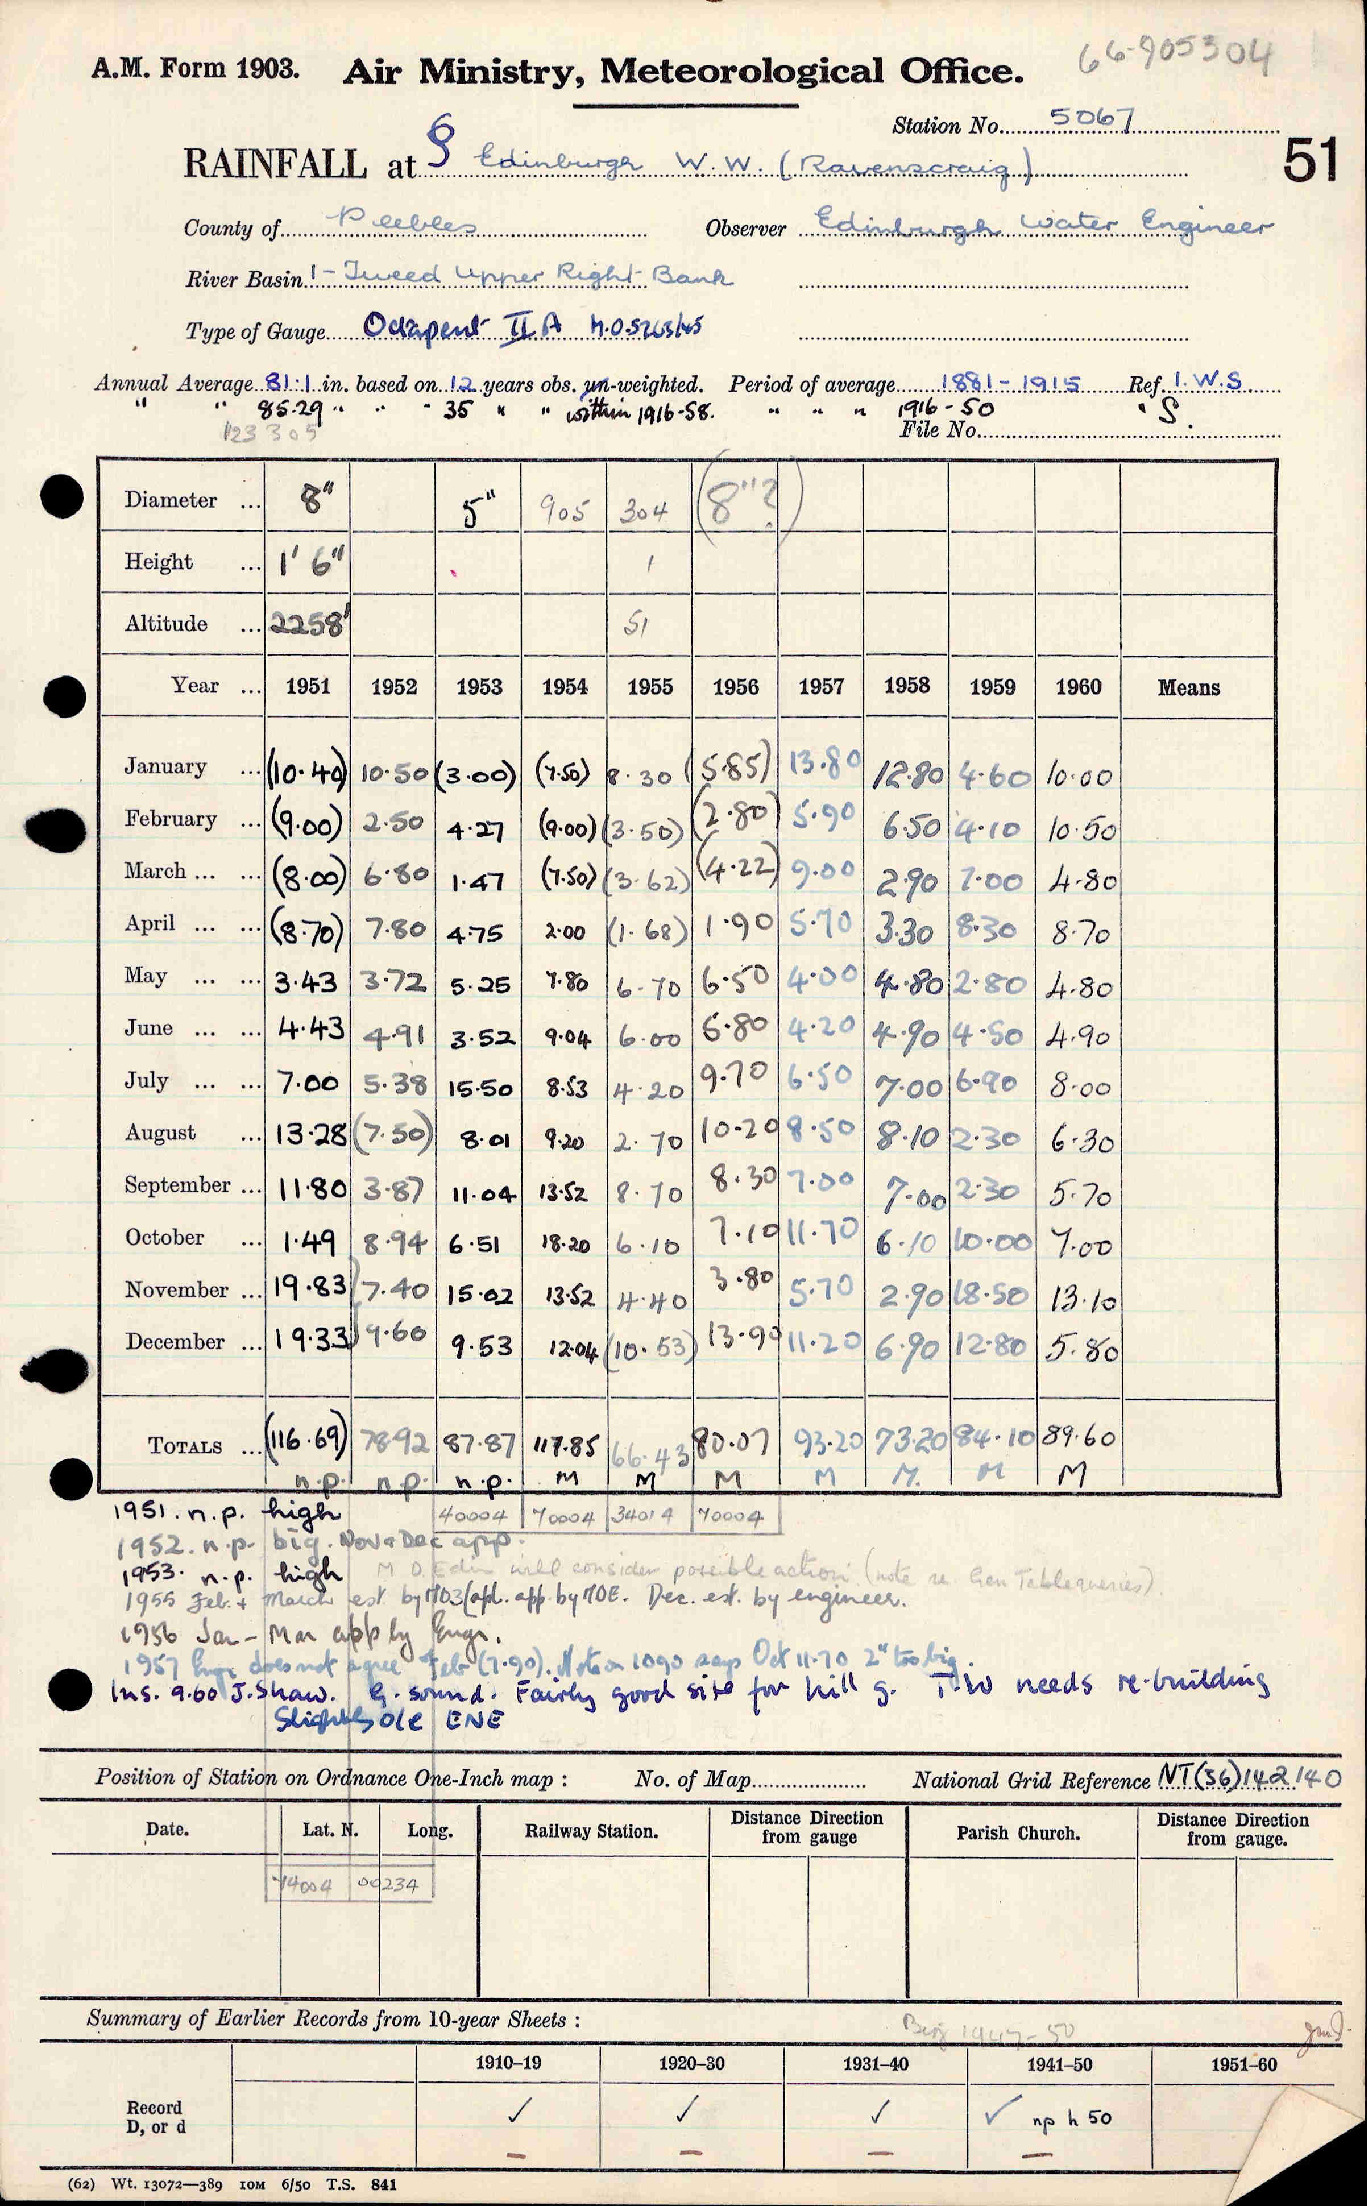 66-905304
A.M. Form 1903. Air Ministry, Meteorological Office.
Station No. 5067
RAINFALL at Edinburgh W.W. (Ravenscraig) 51
County of Peebles Observer Edinburgh Water Engineer
River Basin 1 - Tweed Upper Right Bank
Type of Gauge Octapent II A M.O.5263/45
Annual Average 81.1 in. based on 12 years obs. un-weighted. Period of average 1881-1915 Ref. I.W.S
" " 85.29 " " " 35 " " within 1916-58. " " " 1916-50 " S.
123305 File No.
Diameter ... 8" 5" 905 304 (8"?)
Height ... 1' 6" 1
Altitude ... 2258' 51
Year ... 1951 1952 1953 1954 1955 1956 1957 1958 1959 1960 Means
January ... (10.40) 10.50 (3.00) (7.50) 8.30 (5.85) 13.80 12.80 4.60 10.00
February ... (9.00) 2.50 4.27 (9.00) (3.50) (2.80) 5.90 6.50 4.10 10.50
March ... ... (8.00) 6.80 1.47 (7.50) (3.62) (4.22) 9.00 2.90 7.00 4.80
April ... ... (8.70) 7.80 4.75 2.00 (1.68) 1.90 5.70 3.30 8.30 8.70
May ... ... 3.43 3.72 5.25 7.80 6.70 6.50 4.00 4.80 2.80 4.80
June ... ... 4.43 4.91 3.52 9.04 6.00 5.80 4.20 4.90 4.50 4.90
July ... ... 7.00 5.38 15.50 8.53 4.20 9.70 6.50 7.00 6.90 8.00
August ... 13.28 (7.50) 8.01 9.20 2.70 10.20 8.50 8.10 2.30 6.30
September ... 11.80 3.87 11.04 13.52 8.70 8.30 7.00 7.00 2.30 5.70
October ... 1.49 8.94 6.51 18.20 6.10 7.10 11.70 6.10 10.00 7.00
November ... 19.83 7.40 15.02 13.52 4.40 3.80 5.70 2.90 18.50 13.10
December ... 19.33 9.60 9.53 12.04 (10.53) 13.90 11.20 6.90 12.80 5.80
TOTALS ... (116.69) 78.92 87.87 117.85 66.43 80.07 93.20 73.20 84.10 89.60
n.p. n.p. n.p. M M M M M. M M
1951. n.p. high 40004 70004 34014 70004
1952. n.p. big. Nov & Dec app.
1953. n.p. high M O Edin will consider possible action (note re. Gen Table queries).
1955 Feb. + March est by MO3 (apl. app by MOE. Dec. est. by engineer.
1956 Jan - Mar app by Engr.
1957 Engr does not agree Feb (7.90). Note on 1090 says Oct 11.70 2" too big.
Ins. 9.60 J. Shaw. G. sound. Fairly good site for hill g. T.W needs re-building
Slightly ole ENE
Position of Station on Ordnance One-Inch map : No. of Map National Grid Reference NT(36)142140
Date. Lat. N. Long. Railway Station. Distance Direction from gauge Parish Church. Distance Direction from gauge.
14004 00234
Summary of Earlier Records from 10-year Sheets : Big 1947-50
1910-19 1920-30 1931-40 1941-50 1951-60
Record D, or d ✓ ✓ ✓ ✓ np h 50
— — — —
(62) Wt. 13072—389 10M 6/50 T.S. 841